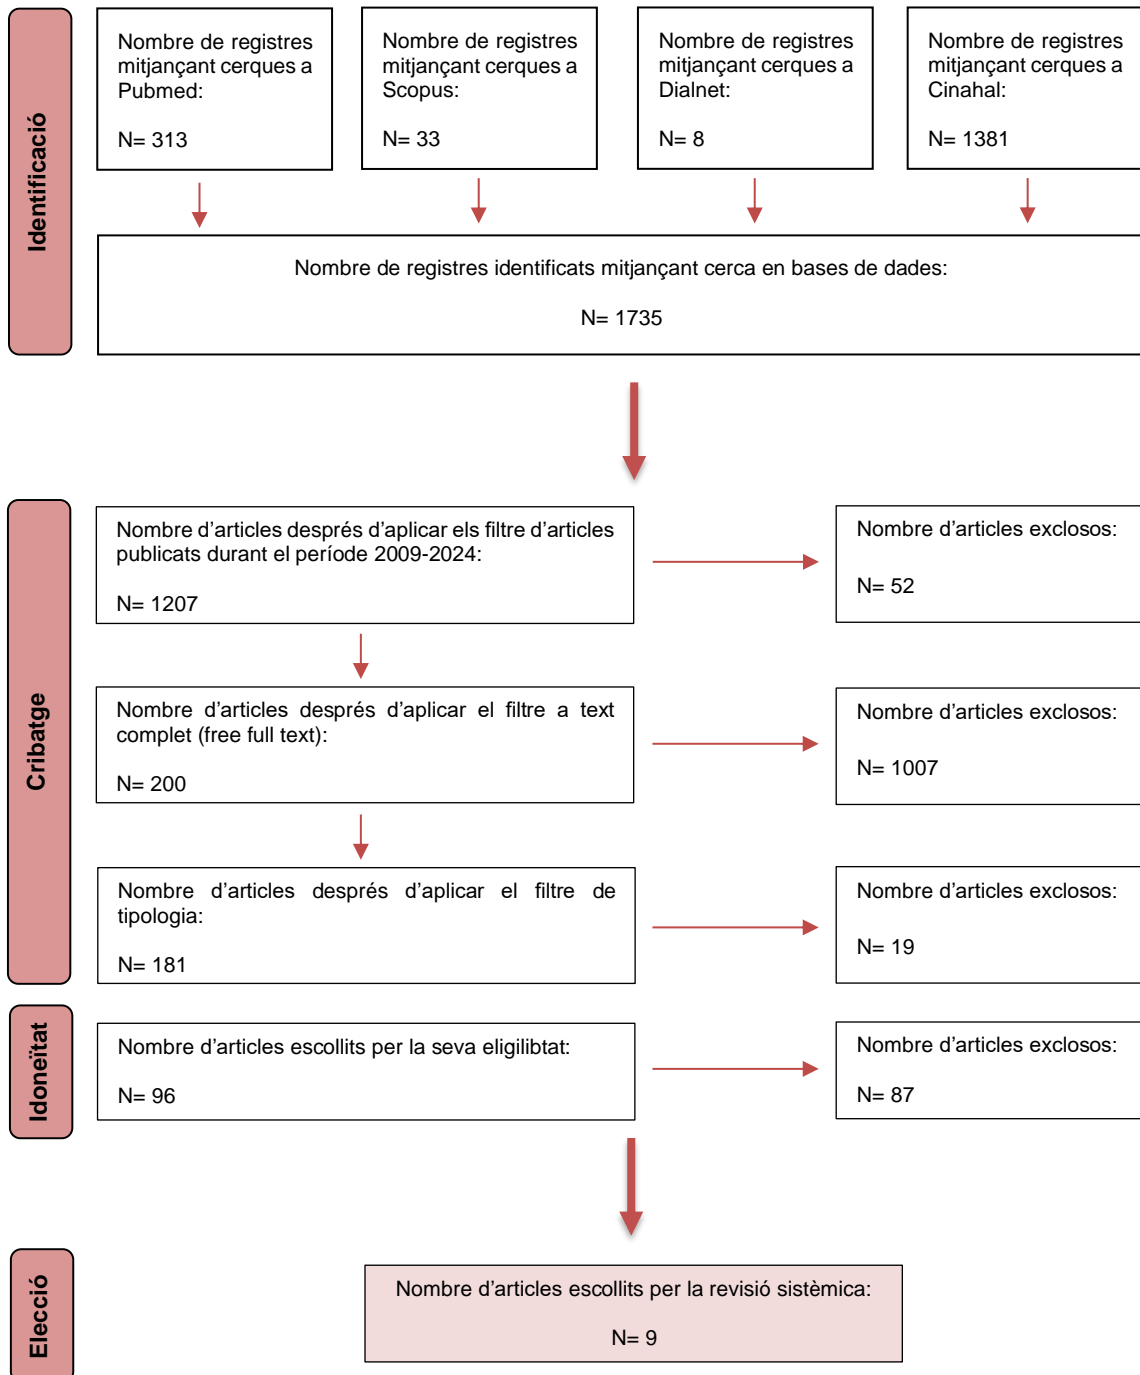 Identificació
Nombre de registres
mitjançant cerques a
Pubmed:
N= 313
Nombre de registres
mitjançant cerques a
Scopus:
N= 33
Nombre de registres
mitjançant cerques a
Dialnet:
N= 8
Nombre de registres
mitjançant cerques a
Cinahal:
N= 1381
Nombre de registres identificats mitjançant cerca en bases de dades:
N= 1735
Cribatge
Nombre d’articles després d’aplicar els filtre d’articles
publicats durant el període 2009-2024:
N= 1207
Nombre d’articles exclosos:
N= 52
Nombre d’articles després d’aplicar el filtre a text
complet (free full text):
N= 200
Nombre d’articles exclosos:
N= 1007
Nombre d’articles després d’aplicar el filtre de
tipologia:
N= 181
Nombre d’articles exclosos:
N= 19
Idoneïtat
Nombre d’articles escollits per la seva eligilibtat:
N= 96
Nombre d’articles exclosos:
N= 87
Elecció
Nombre d’articles escollits per la revisió sistèmica:
N= 9